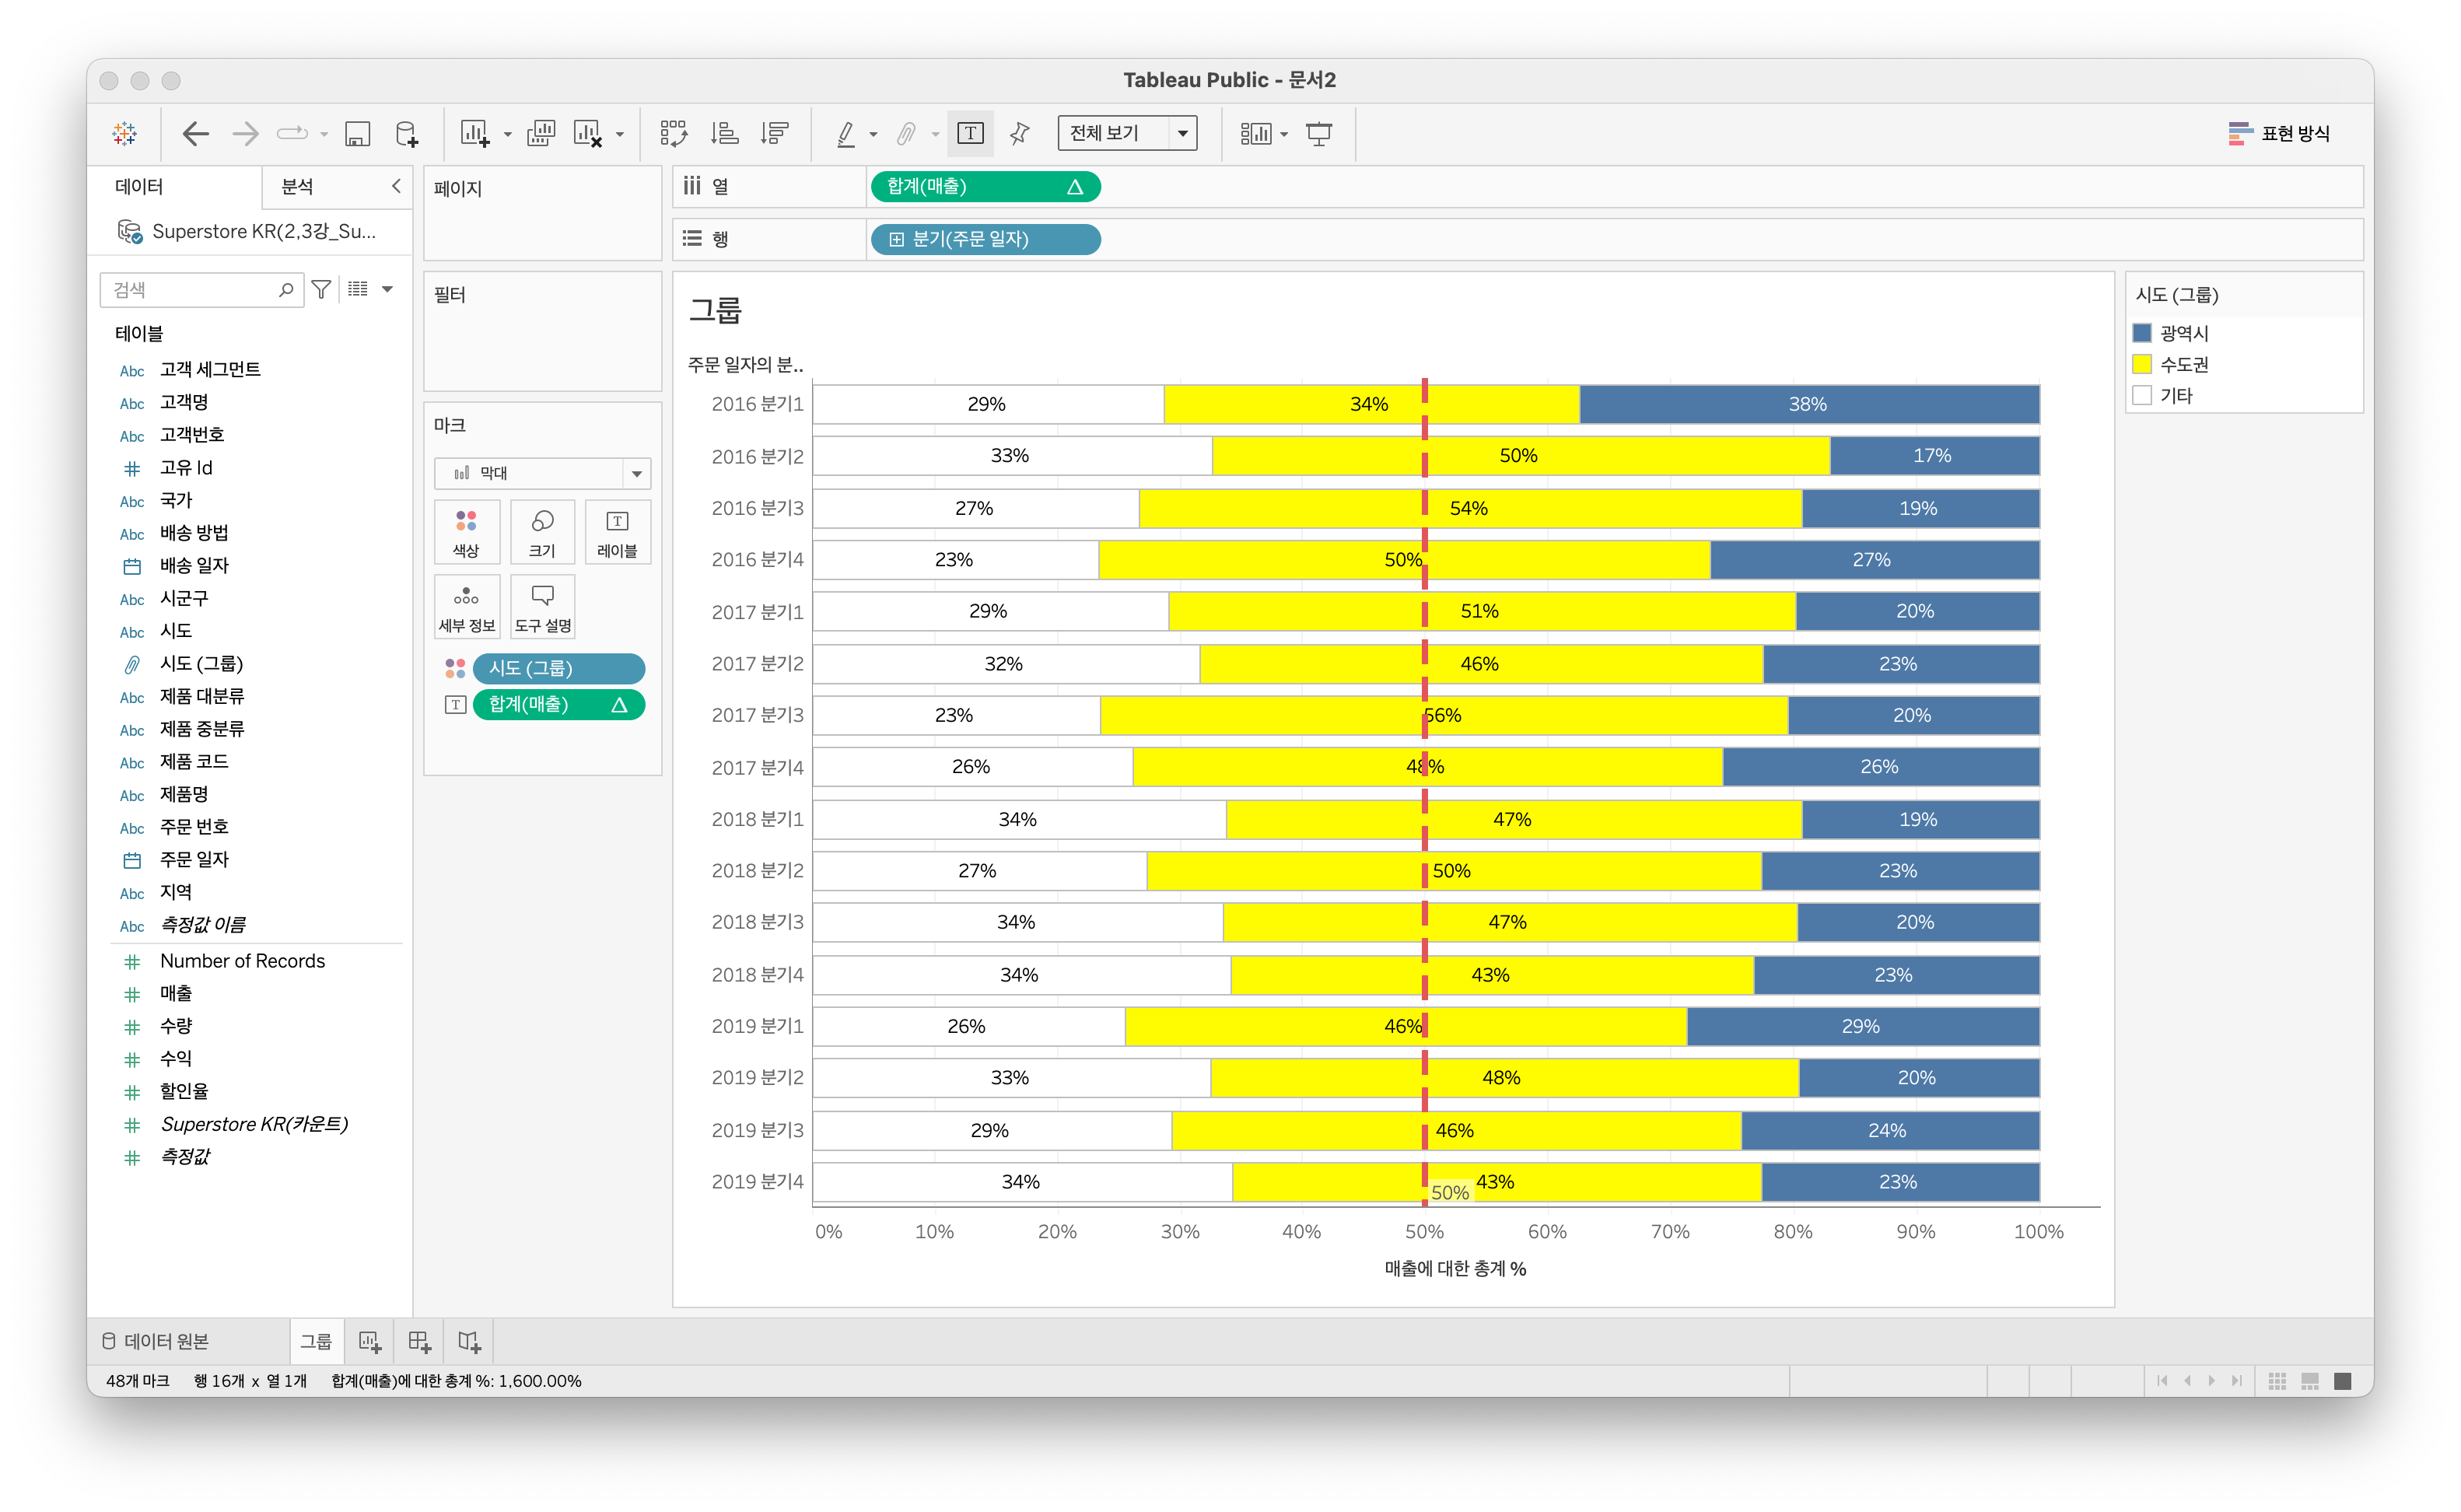 Tableau Public - 문서2
전체 보기
표현 방식
데이터
분석
Superstore KR(2,3강_Su...
검색
테이블
Abc 고객 세그먼트
Abc 고객명
Abc 고객번호
고유 Id
Abc 국가
Abc 배송 방법
배송 일자
Abc 시군구
Abc 시도
시도 (그룹)
Abc 제품 대분류
Abc 제품 중분류
Abc 제품 코드
Abc 제품명
Abc 주문 번호
주문 일자
Abc 지역
Abc 측정값 이름
Number of Records
매출
수량
수익
할인율
Superstore KR(카운트)
측정값
페이지
필터
마크
막대
색상 크기 레이블
세부 정보 도구 설명
시도 (그룹)
합계(매출)
열 합계(매출)
행 분기(주문 일자)
그룹
주문 일자의 분..
2016 분기1 29% 34% 38%
2016 분기2 33% 50% 17%
2016 분기3 27% 54% 19%
2016 분기4 23% 50% 27%
2017 분기1 29% 51% 20%
2017 분기2 32% 46% 23%
2017 분기3 23% 56% 20%
2017 분기4 26% 48% 26%
2018 분기1 34% 47% 19%
2018 분기2 27% 50% 23%
2018 분기3 34% 47% 20%
2018 분기4 34% 43% 23%
2019 분기1 26% 46% 29%
2019 분기2 33% 48% 20%
2019 분기3 29% 46% 24%
2019 분기4 34% 43% 23%
50%
0% 10% 20% 30% 40% 50% 60% 70% 80% 90% 100%
매출에 대한 총계 %
시도 (그룹)
광역시
수도권
기타
데이터 원본
그룹
48개 마크 행 16개 x 열 1개 합계(매출)에 대한 총계 %: 1,600.00%